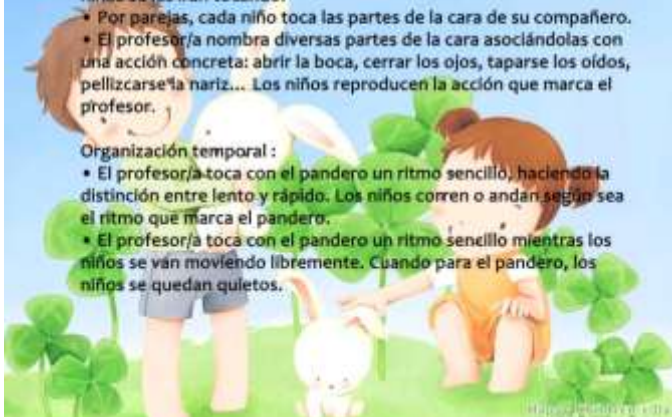 • Por parejas, cada niño toca las partes de la cara de su compañero.
• El profesor/a nombra diversas partes de la cara asociándolas con
una acción concreta: abrir la boca, cerrar los ojos, taparse los oídos,
pellizcarse la nariz... Los niños reproducen la acción que marca el
profesor.
Organización temporal :
• El profesor/a toca con el pandero un ritmo sencillo, haciendo la
distinción entre lento y rápido. Los niños corren o andan según sea
el ritmo que marca el pandero.
• El profesor/a toca con el pandero un ritmo sencillo mientras los
niños se van moviendo libremente. Cuando para el pandero, los
niños se quedan quietos.